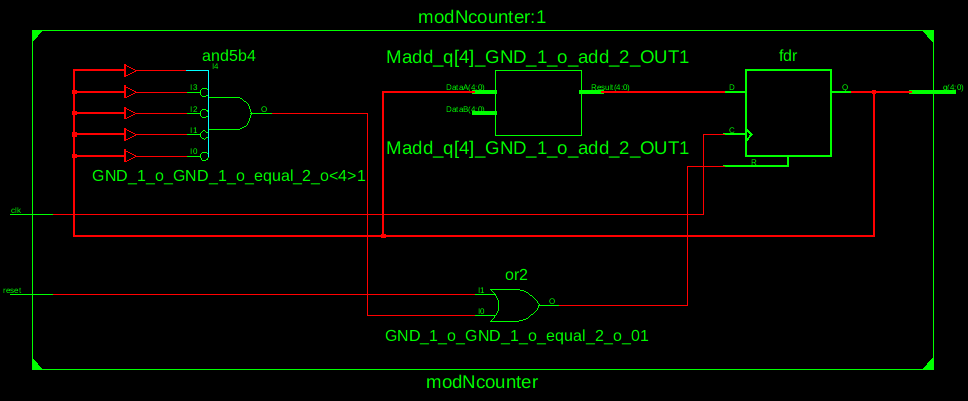 modNcounter:1
and5b4
I4
I3
I2
I1
I0
O
GND_1_o_GND_1_o_equal_2_o<4>1
Madd_q[4]_GND_1_o_add_2_OUT1
DataA(4:0)
DataB(4:0)
Result(4:0)
Madd_q[4]_GND_1_o_add_2_OUT1
fdr
D
Q
C
R
q(4:0)
clk
reset
or2
I1
I0
O
GND_1_o_GND_1_o_equal_2_o_01
modNcounter